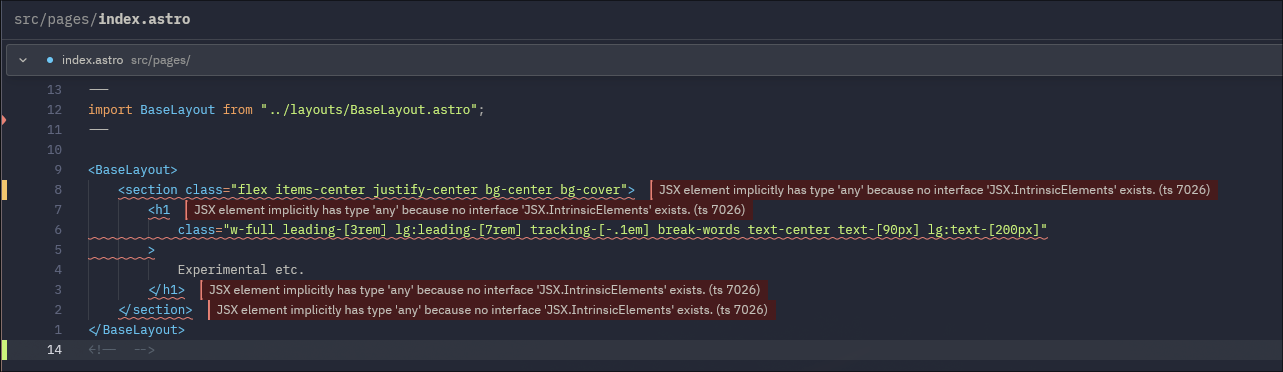 src/pages/index.astro
index.astro src/pages/
13 ---
12 import BaseLayout from "../layouts/BaseLayout.astro";
11 ---
10
9 <BaseLayout>
8 <section class="flex items-center justify-center bg-center bg-cover"> JSX element implicitly has type 'any' because no interface 'JSX.IntrinsicElements' exists. (ts 7026)
7 <h1 JSX element implicitly has type 'any' because no interface 'JSX.IntrinsicElements' exists. (ts 7026)
6 class="w-full leading-[3rem] lg:leading-[7rem] tracking-[-.1em] break-words text-center text-[90px] lg:text-[200px]"
5 >
4 Experimental etc.
3 </h1> JSX element implicitly has type 'any' because no interface 'JSX.IntrinsicElements' exists. (ts 7026)
2 </section> JSX element implicitly has type 'any' because no interface 'JSX.IntrinsicElements' exists. (ts 7026)
1 </BaseLayout>
14 <!-- -->